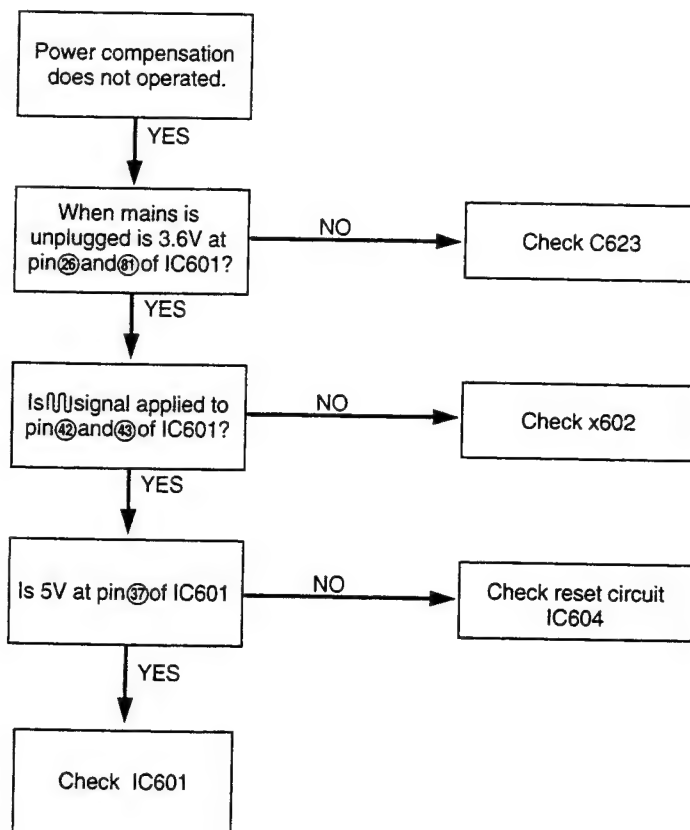 Power compensation
does not operated.
YES
When mains is
unplugged is 3.6V at
pin㉖and81of IC601?
NO
Check C623
YES
Is signal applied to
pin㊷and㊸of IC601?
NO
Check x602
YES
Is 5V at pin㊲of IC601
NO
Check reset circuit
IC604
YES
Check IC601